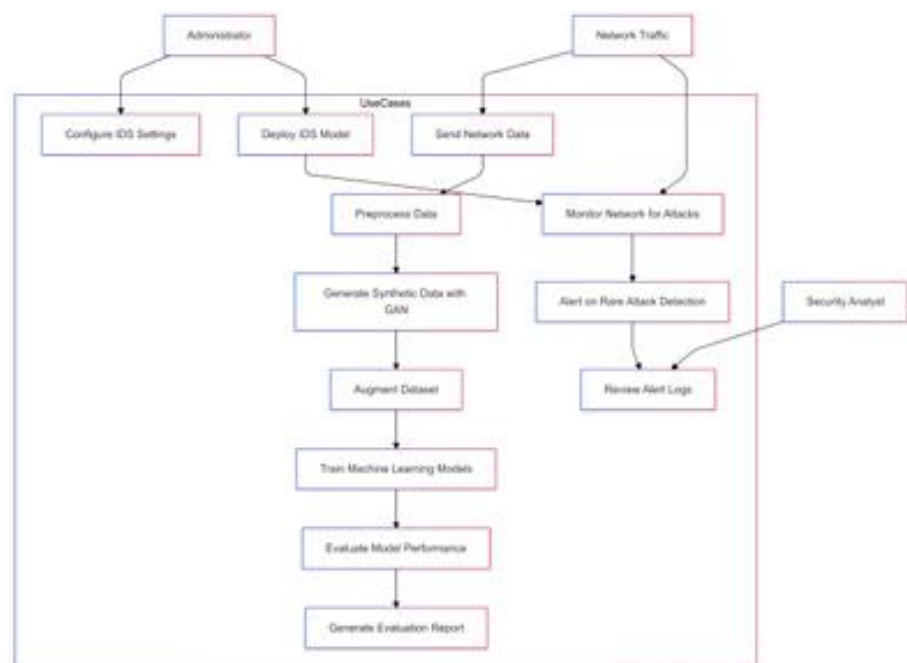 Administrator
Network Traffic
UseCases
Configure IDS Settings
Deploy IDS Model
Send Network Data
Preprocess Data
Monitor Network for Attacks
Generate Synthetic Data with
GAN
Alert on Rare Attack Detection
Security Analyst
Augment Dataset
Review Alert Logs
Train Machine Learning Models
Evaluate Model Performance
Generate Evaluation Report